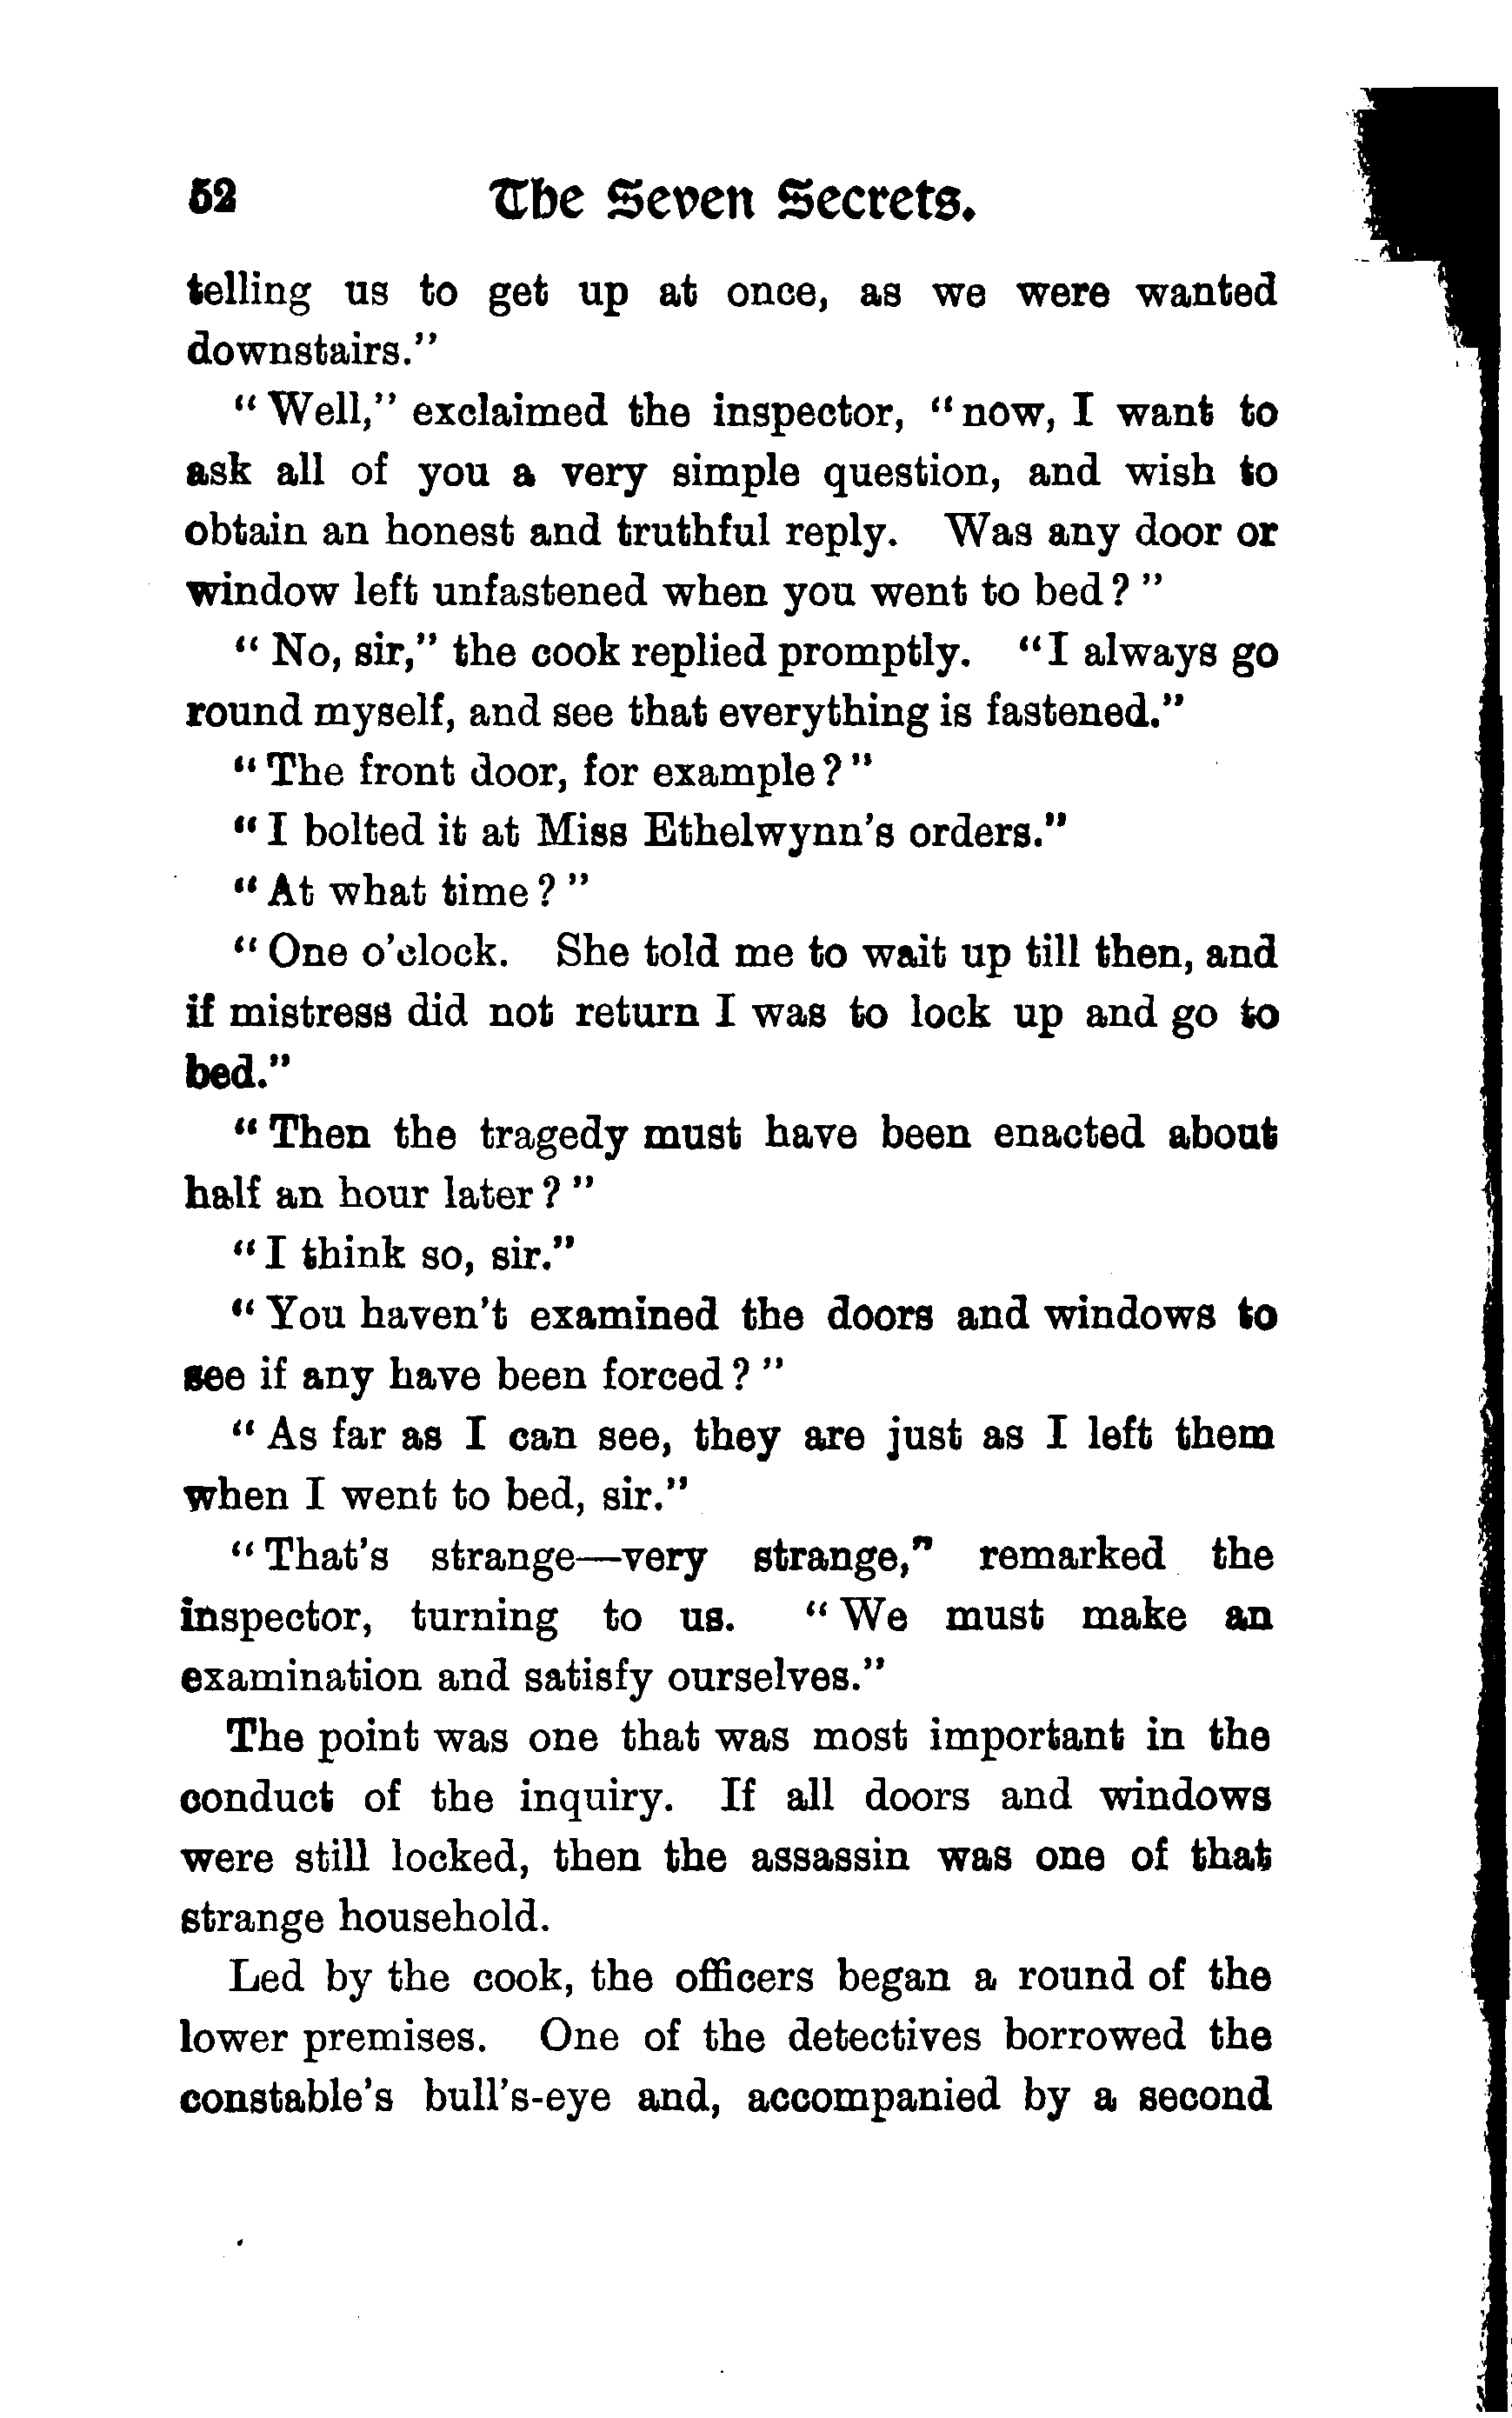 52 The Seven Secrets.
telling us to get up at once, as we were wanted
downstairs."
"Well," exclaimed the inspector, "now, I want to
ask all of you a very simple question, and wish to
obtain an honest and truthful reply. Was any door or
window left unfastened when you went to bed?"
"No, sir," the cook replied promptly. "I always go
round myself, and see that everything is fastened."
"The front door, for example?"
"I bolted it at Miss Ethelwynn's orders."
"At what time?"
"One o'clock. She told me to wait up till then, and
if mistress did not return I was to lock up and go to
bed."
"Then the tragedy must have been enacted about
half an hour later?"
"I think so, sir."
"You haven't examined the doors and windows to
see if any have been forced?"
"As far as I can see, they are just as I left them
when I went to bed, sir."
"That's strange—very strange," remarked the
inspector, turning to us. "We must make an
examination and satisfy ourselves."
The point was one that was most important in the
conduct of the inquiry. If all doors and windows
were still locked, then the assassin was one of that
strange household.
Led by the cook, the officers began a round of the
lower premises. One of the detectives borrowed the
constable's bull's-eye and, accompanied by a second